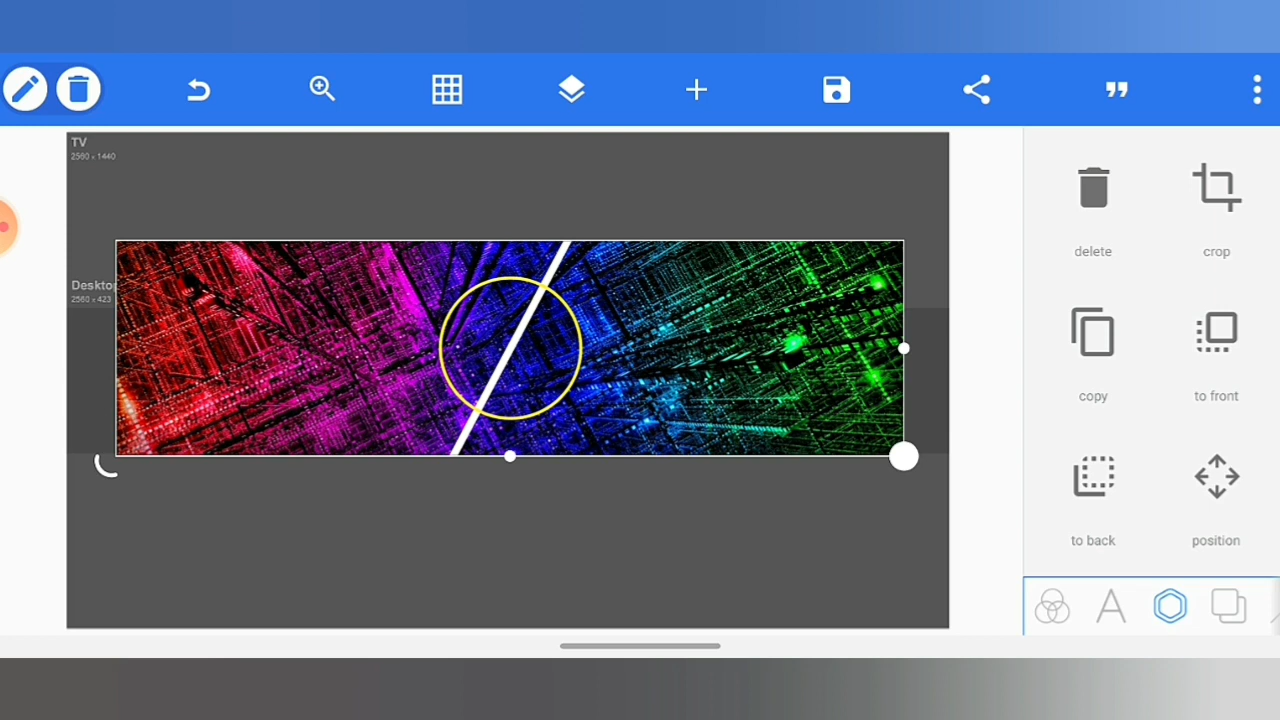 TV
2560 x 1440
Desktop
2560 x 423
delete
crop
copy
to front
to back
position